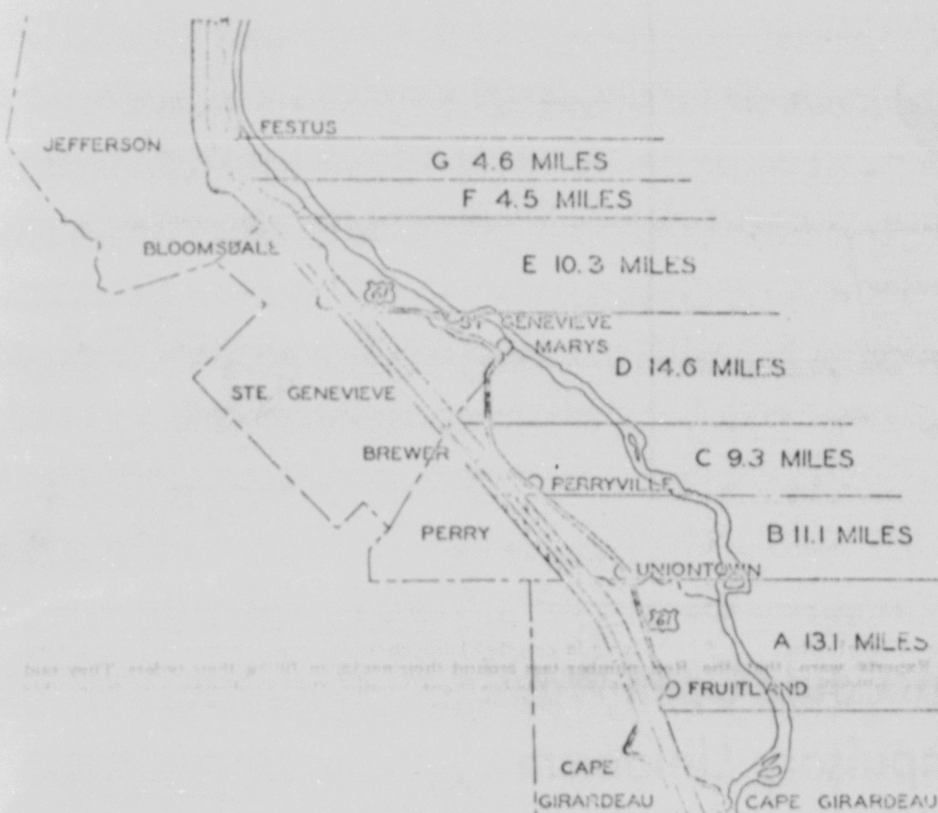 FESTUS
JEFFERSON
G 4.6 MILES
F 4.5 MILES
BLOOMSDALE
E 10.3 MILES
61
ST GENEVIEVE
MARYS
D 14.6 MILES
STE GENEVIEVE
BREWER
C 9.3 MILES
PERRYVILLE
PERRY
B 11.1 MILES
UNIONTOWN
61
A 13.1 MILES
FRUITLAND
CAPE
GIRARDEAU
CAPE GIRARDEAU